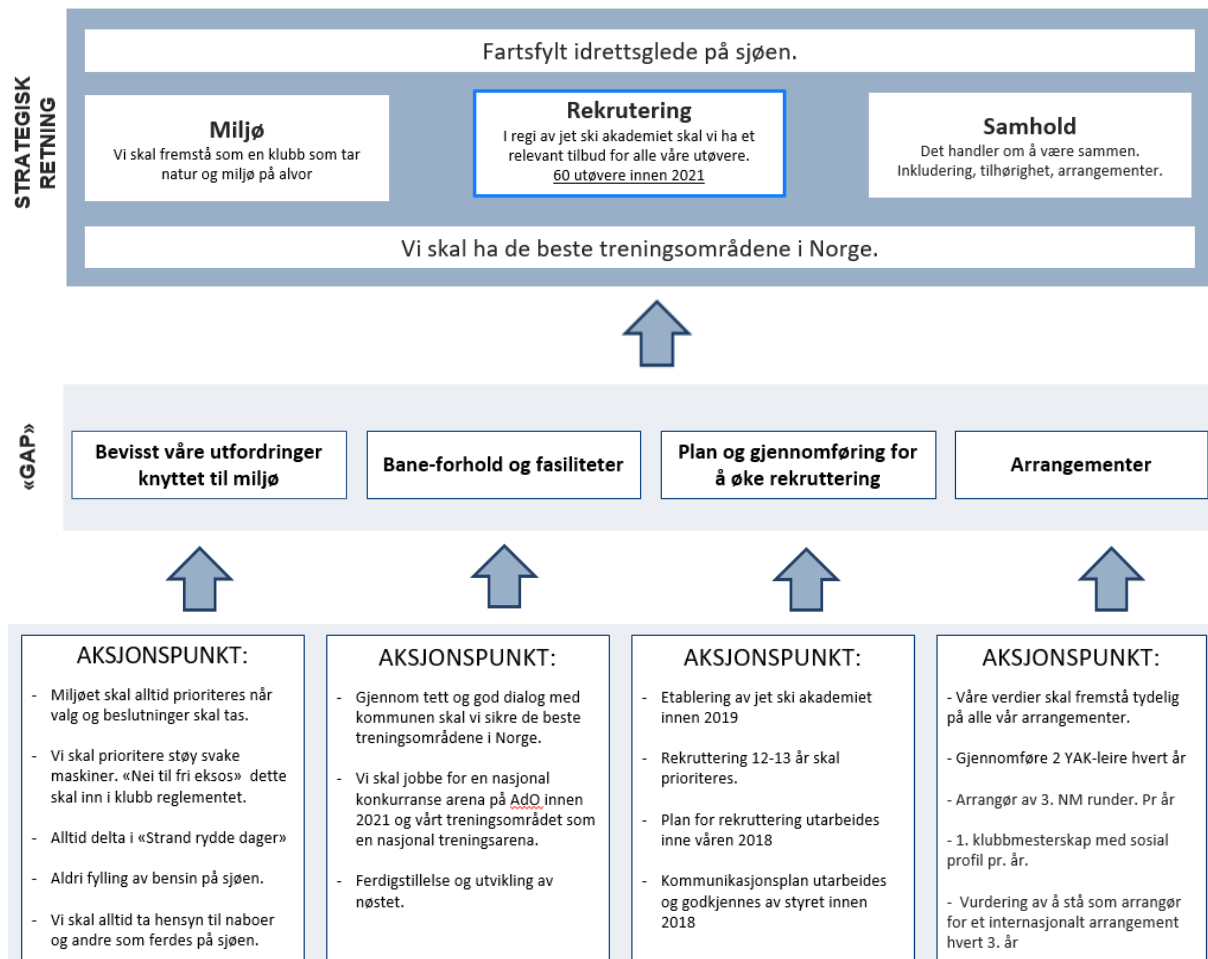 STRATEGISK
RETNING
Fartsfylt idrettsglede på sjøen.
Miljø
Vi skal fremstå som en klubb som tar
natur og miljø på alvor
Rekrutering
I regi av jet ski akademiet skal vi ha et
relevant tilbud for alle våre utøvere.
60 utøvere innen 2021
Samhold
Det handler om å være sammen.
Inkludering, tilhørighet, arrangementer.
Vi skal ha de beste treningsområdene i Norge.
«GAP»
Bevisst våre utfordringer
knyttet til miljø
Bane-forhold og fasiliteter
Plan og gjennomføring for
å øke rekruttering
Arrangementer
AKSJONSPUNKT:
- Miljøet skal alltid prioriteres når
valg og beslutninger skal tas.
- Vi skal prioritere støy svake
maskiner. «Nei til fri eksos» dette
skal inn i klubb reglementet.
- Alltid delta i «Strand rydde dager»
- Aldri fylling av bensin på sjøen.
- Vi skal alltid ta hensyn til naboer
og andre som ferdes på sjøen.
AKSJONSPUNKT:
- Gjennom tett og god dialog med
kommunen skal vi sikre de beste
treningsområdene i Norge.
- Vi skal jobbe for en nasjonal
konkurranse arena på AdO innen
2021 og vårt treningsområdet som
en nasjonal treningsarena.
- Ferdigstillelse og utvikling av
nøstet.
AKSJONSPUNKT:
- Etablering av jet ski akademiet
innen 2019
- Rekruttering 12-13 år skal
prioriteres.
- Plan for rekruttering utarbeides
inne våren 2018
- Kommunikasjonsplan utarbeides
og godkjennes av styret innen
2018
AKSJONSPUNKT:
- Våre verdier skal fremstå tydelig
på alle vår arrangementer.
- Gjennomføre 2 YAK-leire hvert år
- Arrangør av 3. NM runder. Pr år
- 1. klubbmesterskap med sosial
profil pr. år.
- Vurdering av å stå som arrangør
for et internasjonalt arrangement
hvert 3. år